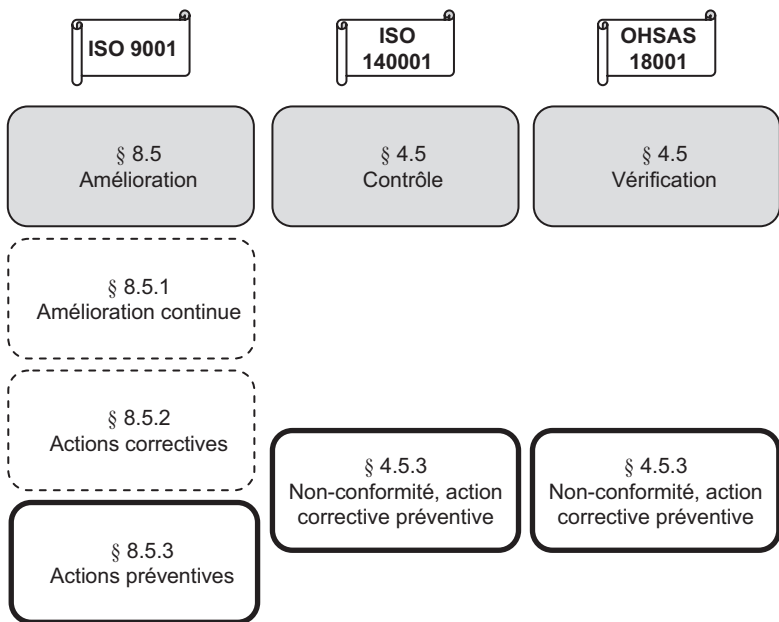 ISO 9001
ISO
140001
OHSAS
18001
§ 8.5
Amélioration
§ 4.5
Contrôle
§ 4.5
Vérification
§ 8.5.1
Amélioration continue
§ 8.5.2
Actions correctives
§ 4.5.3
Non-conformité, action
corrective préventive
§ 4.5.3
Non-conformité, action
corrective préventive
§ 8.5.3
Actions préventives